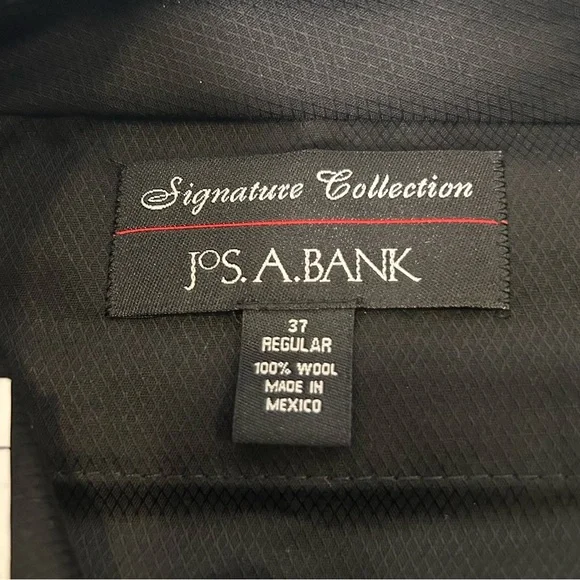 Signature Collection
JOS. A. BANK
37
REGULAR
100% WOOL
MADE IN
MEXICO